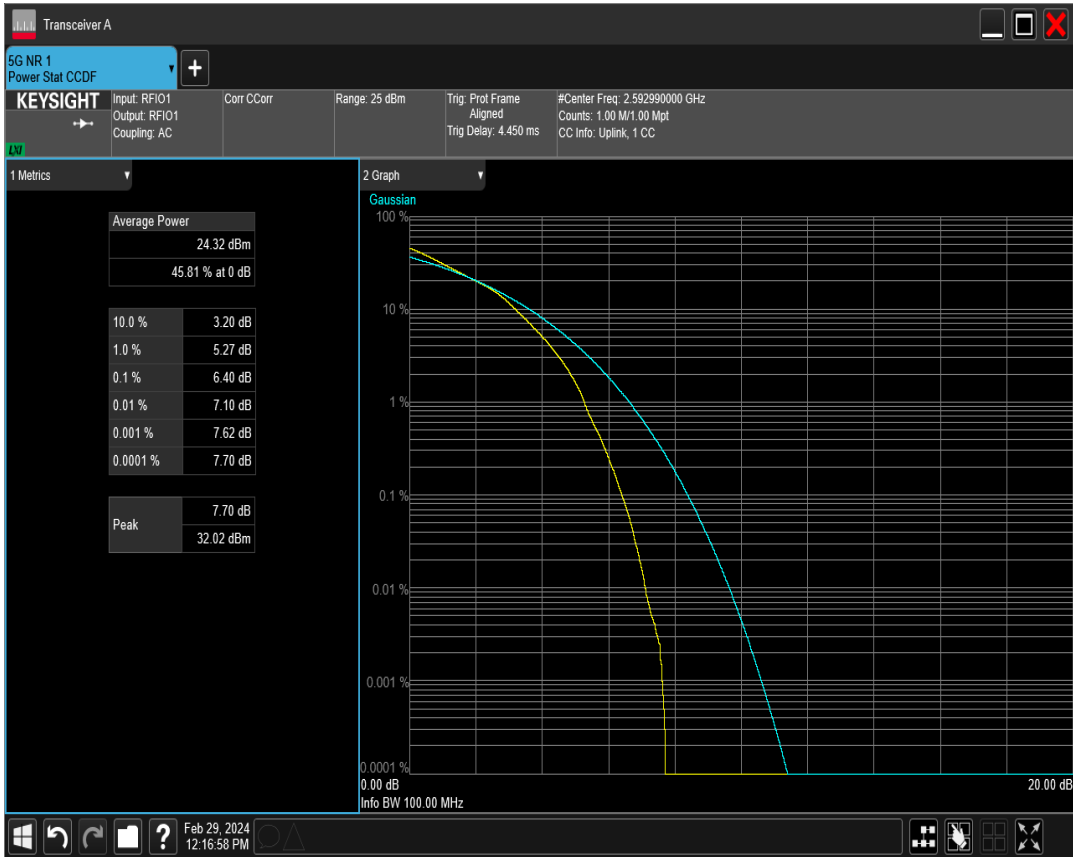 Transceiver A
5G NR 1
Power Stat CCDF
+
KEYSIGHT
LXI
Input: RFIO1
Output: RFIO1
Coupling: AC
Corr CCorr
Range: 25 dBm
Trig: Prot Frame
Aligned
Trig Delay: 4.450 ms
#Center Freq: 2.592990000 GHz
Counts: 1.00 M/1.00 Mpt
CC Info: Uplink, 1 CC
1 Metrics
Average Power
24.32 dBm
45.81 % at 0 dB
10.0 % 3.20 dB
1.0 % 5.27 dB
0.1 % 6.40 dB
0.01 % 7.10 dB
0.001 % 7.62 dB
0.0001 % 7.70 dB
Peak
7.70 dB
32.02 dBm
2 Graph
Gaussian
100 %
10 %
1 %
0.1 %
0.01 %
0.001 %
0.0001 %
0.00 dB 20.00 dB
Info BW 100.00 MHz
?
Feb 29, 2024
12:16:58 PM